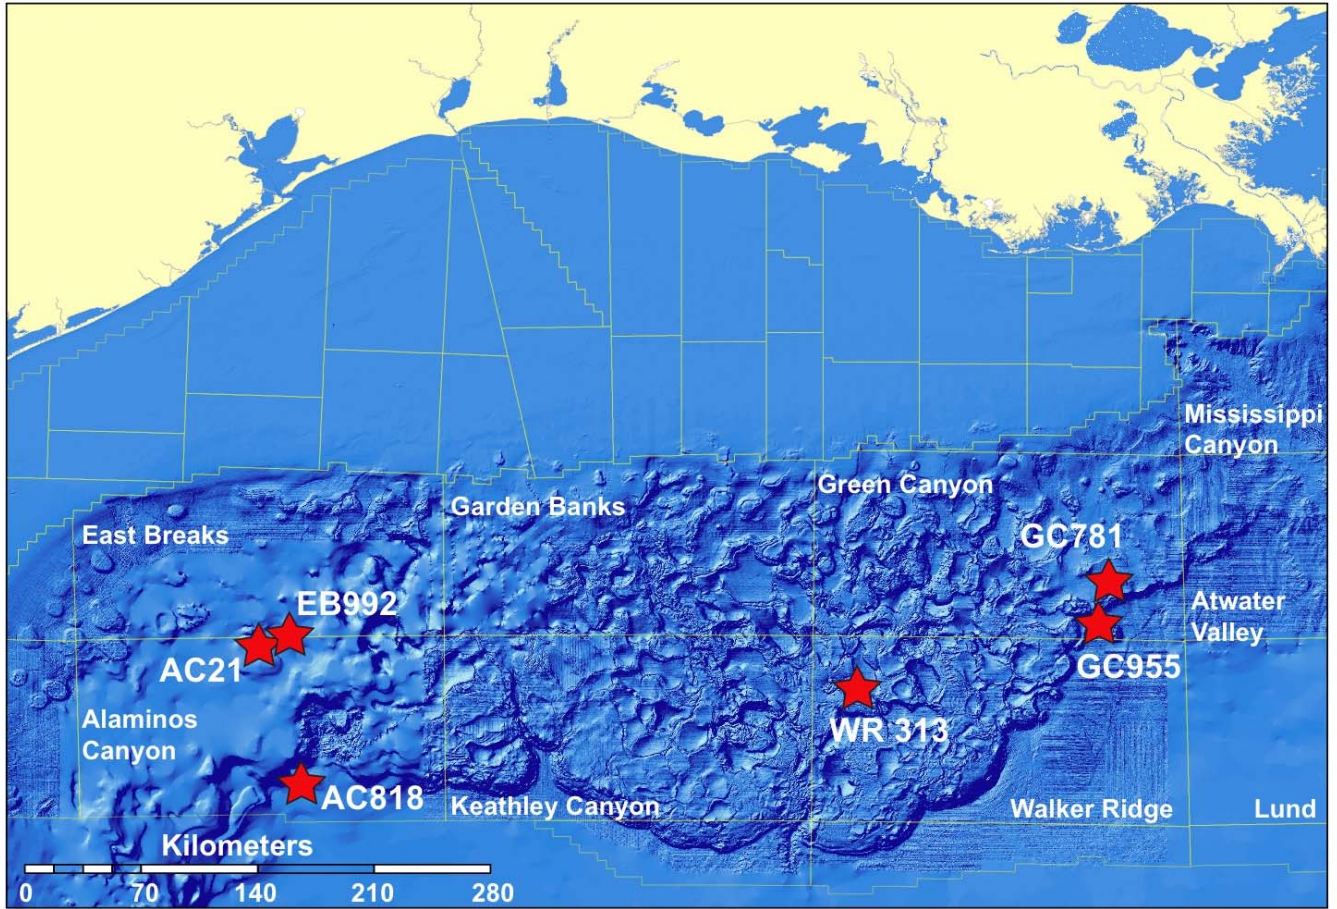 Mississippi
Canyon
Green Canyon
Garden Banks
East Breaks
GC781
EB992
Atwater
Valley
AC21
GC955
Alaminos
Canyon
WR 313
AC818
Keathley Canyon
Walker Ridge
Lund
Kilometers
0 70 140 210 280